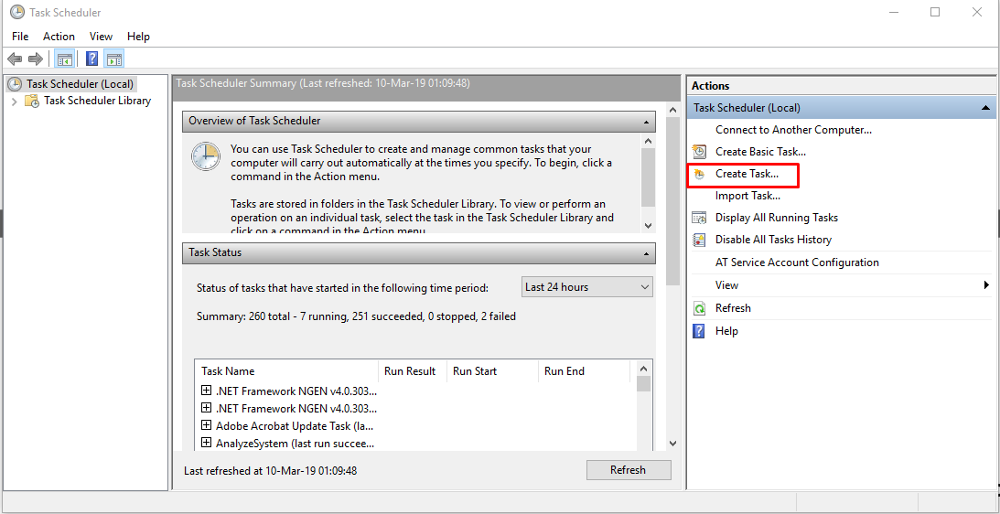 Task Scheduler
File Action View Help
Task Scheduler (Local)
Task Scheduler Library
Task Scheduler Summary (Last refreshed: 10-Mar-19 01:09:48)
Overview of Task Scheduler
You can use Task Scheduler to create and manage common tasks that your
computer will carry out automatically at the times you specify. To begin, click a
command in the Action menu.
Tasks are stored in folders in the Task Scheduler Library. To view or perform an
operation on an individual task, select the task in the Task Scheduler Library and
click on a command in the Action menu.
Task Status
Status of tasks that have started in the following time period: Last 24 hours
Summary: 260 total - 7 running, 251 succeeded, 0 stopped, 2 failed
Task Name Run Result Run Start Run End
.NET Framework NGEN v4.0.303...
.NET Framework NGEN v4.0.303...
Adobe Acrobat Update Task (la...
AnalyzeSystem (last run succee...
Last refreshed at 10-Mar-19 01:09:48
Refresh
Actions
Task Scheduler (Local)
Connect to Another Computer...
Create Basic Task...
Create Task...
Import Task...
Display All Running Tasks
Disable All Tasks History
AT Service Account Configuration
View
Refresh
Help